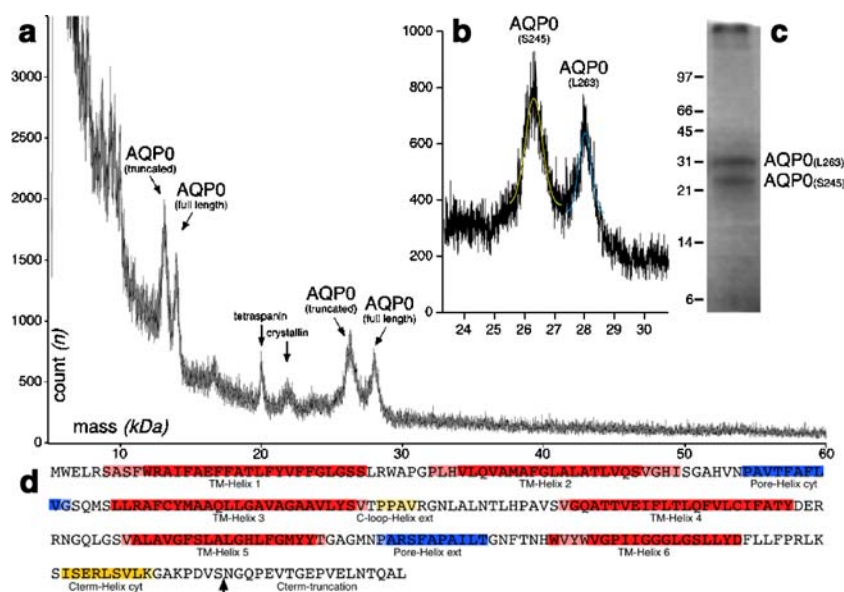 a
3000
2500
2000
1500
1000
500
0
count (n)
mass (kDa)
10
20
30
40
50
60
AQP0
(truncated)
AQP0
(full length)
tetraspanin
crystallin
AQP0
(truncated)
AQP0
(full length)
b
1000
800
600
400
200
0
24 25 26 27 28 29 30
AQP0
(S245)
AQP0
(L263)
c
97
66
45
31
21
14
6
AQP0(L263)
AQP0(S245)
d
MWELRSASFWRAIFAEFFATLFYVFFGLGSSLRWAPGPLHVLQVAMAFGLALATLVQSVGHISGAHVNPAVTFAFL
TM-Helix 1 TM-Helix 2 Pore-Helix cyt
VGSQMSLLRAFCYMAAQLLGAVAGAAVLYSVTPPAVRGNLALNTLHPAVSVGQATTVEIFLTLQFVLCIFATYDER
TM-Helix 3 C-loop-Helix ext TM-Helix 4
RNGQLGSVALAVGFSLALGHLFGMYYTGAGMNPARSFAPAILTGNFTNHWVYWVGPIIGGGLGSLLYDFLLFPRLK
TM-Helix 5 Pore-Helix ext TM-Helix 6
SISERLSVLKGAKPDVSNGQPEVTGEPVELNTQAL
Cterm-Helix cyt Cterm-truncation